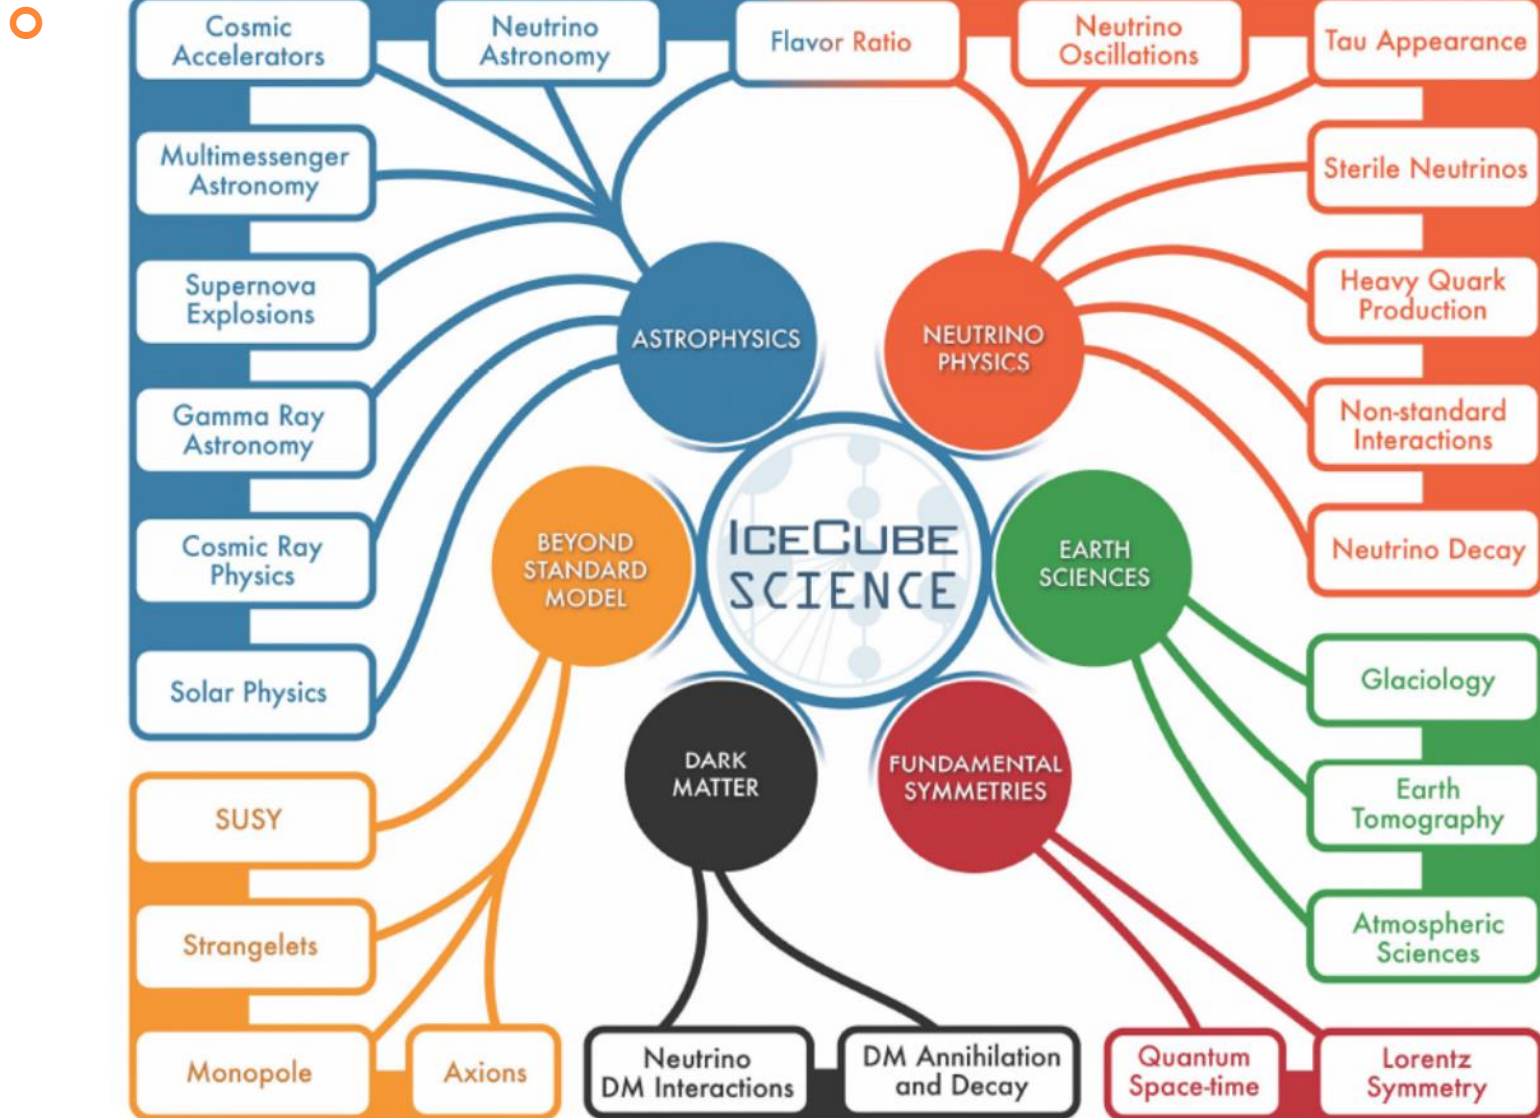 Cosmic
Accelerators
Neutrino
Astronomy
Flavor Ratio
Neutrino
Oscillations
Tau Appearance
Multimessenger
Astronomy
Sterile Neutrinos
Supernova
Explosions
Heavy Quark
Production
ASTROPHYSICS
NEUTRINO
PHYSICS
Gamma Ray
Astronomy
Non-standard
Interactions
Cosmic Ray
Physics
BEYOND
STANDARD
MODEL
ICECUBE
SCIENCE
EARTH
SCIENCES
Neutrino Decay
Solar Physics
Glaciology
DARK
MATTER
FUNDAMENTAL
SYMMETRIES
SUSY
Earth
Tomography
Strangelets
Atmospheric
Sciences
Monopole
Axions
Neutrino
DM Interactions
DM Annihilation
and Decay
Quantum
Space-time
Lorentz
Symmetry